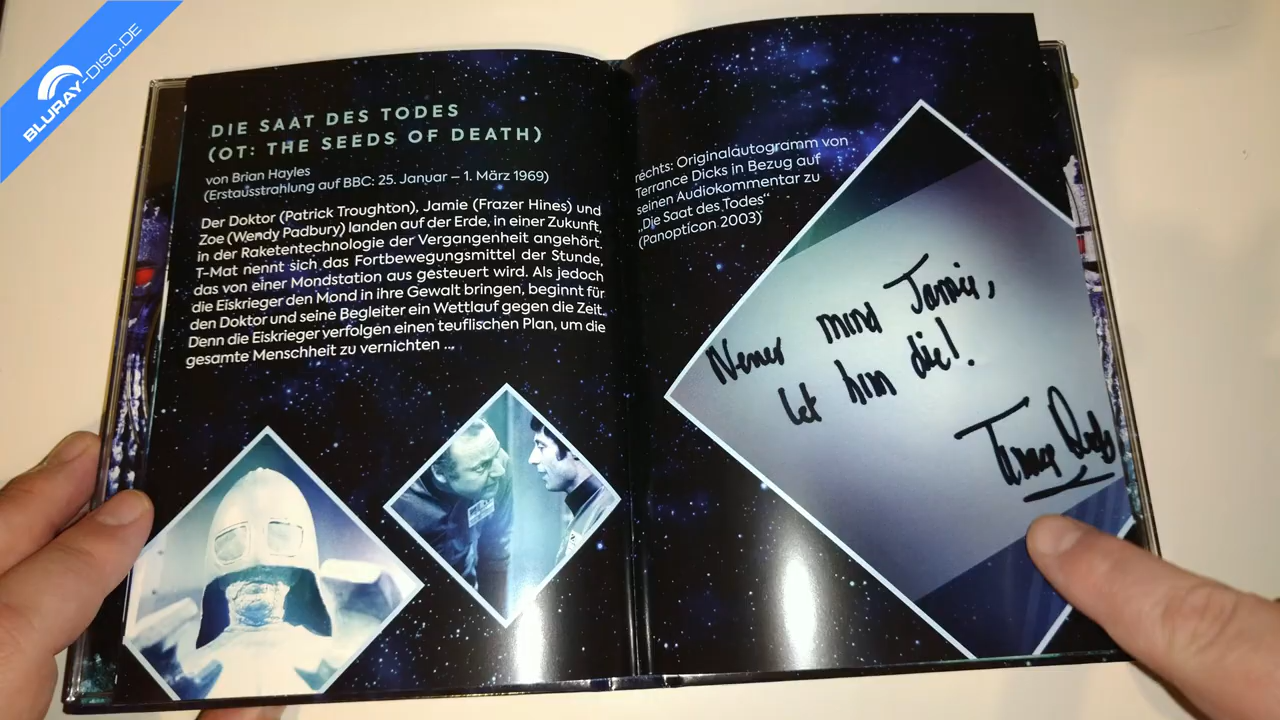 BLURAY-DISC.DE
DIE SAAT DES TODES
(OT: THE SEEDS OF DEATH)
von Brian Hayles
(Erstausstrahlung auf BBC: 25. Januar – 1. März 1969)
Der Doktor (Patrick Troughton), Jamie (Frazer Hines) und
Zoe (Wendy Padbury) landen auf der Erde, in einer Zukunft,
in der Raketentechnologie der Vergangenheit angehört.
T-Mat nennt sich das Fortbewegungsmittel der Stunde,
das von einer Mondstation aus gesteuert wird. Als jedoch
die Eiskrieger den Mond in ihre Gewalt bringen, beginnt für
den Doktor und seine Begleiter ein Wettlauf gegen die Zeit.
Denn die Eiskrieger verfolgen einen teuflischen Plan, um die
gesamte Menschheit zu vernichten ...
rechts: Originalautogramm von
Terrance Dicks in Bezug auf
seinen Audiokommentar zu
„Die Saat des Todes“
(Panopticon 2003)
Never mind Jamie,
let him die!
Terrance Dicks